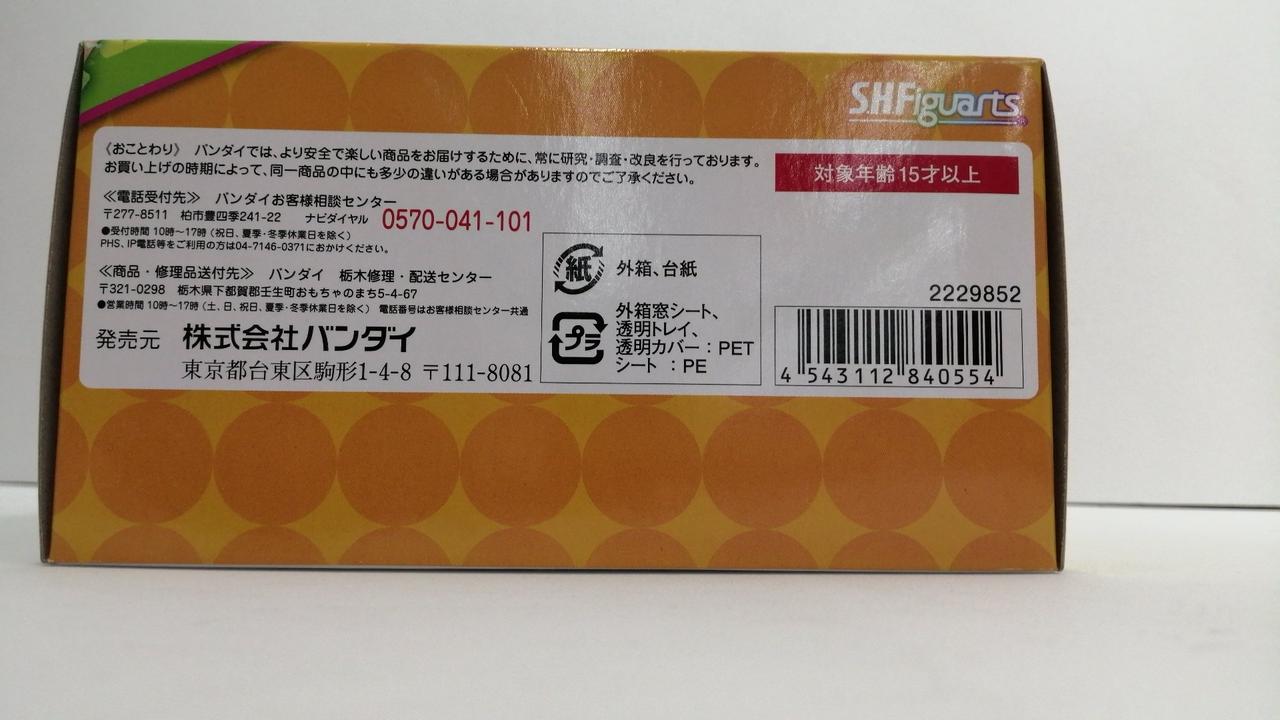 S.H.Figuarts
《おことわり》 バンダイでは、より安全で楽しい商品をお届けするために、常に研究・調査・改良を行っております。
お買い上げの時期によって、同一商品の中にも多少の違いがある場合がありますのでご了承ください。
対象年齢15才以上
≪電話受付先≫ バンダイお客様相談センター
〒277-8511 柏市豊四季241-22 ナビダイヤル 0570-041-101
●受付時間 10時〜17時(祝日、夏季・冬季休業日を除く)
PHS、IP電話等をご利用の方は04-7146-0371におかけください。
≪商品・修理品送付先≫ バンダイ 栃木修理・配送センター
〒321-0298 栃木県下都賀郡壬生町おもちゃのまち5-4-67
●営業時間 10時〜17時(土、日、祝日、夏季・冬季休業日を除く) 電話番号はお客様相談センター共通
発売元 株式会社バンダイ
東京都台東区駒形1-4-8 〒111-8081
紙 外箱、台紙
プラ 外箱窓シート、
透明トレイ、
透明カバー:PET
シート :PE
2229852
4 543112 840554